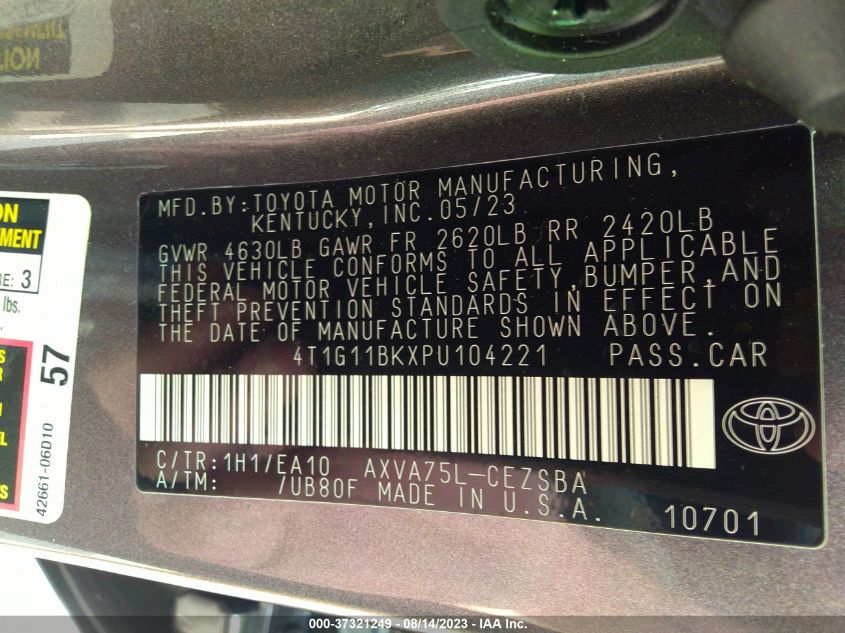 MFD.BY:TOYOTA MOTOR MANUFACTURING,
KENTUCKY,INC.05/23
GVWR 4630LB GAWR FR 2620LB RR 2420LB
THIS VEHICLE CONFORMS TO ALL APPLICABLE
FEDERAL MOTOR VEHICLE SAFETY,BUMPER,AND
THEFT PREVENTION STANDARDS IN EFFECT ON
THE DATE OF MANUFACTURE SHOWN ABOVE.
4T1G11BKXPU104221 PASS.CAR
C/TR:1H1/EA10 AXVA75L-CEZSBA
A/TM: 7UB80F MADE IN U.S.A.
10701
3
lbs.
57
42661-06D10
000-37321249 - 08/14/2023 - IAA Inc.